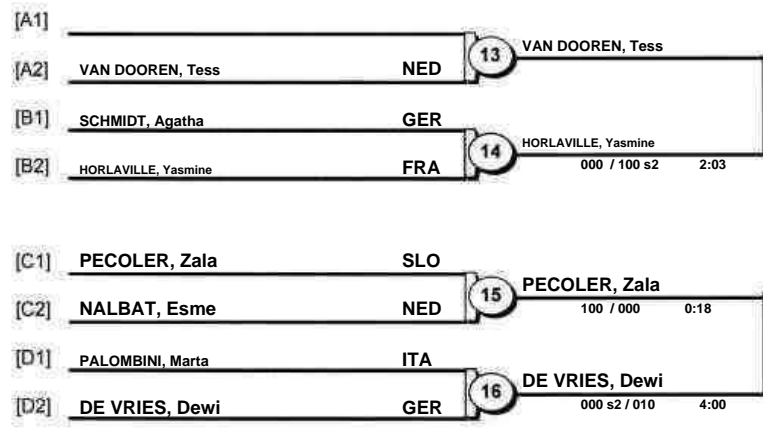 [A1]
13 VAN DOOREN, Tess
[A2] VAN DOOREN, Tess NED
[B1] SCHMIDT, Agatha GER
14 HORLAVILLE, Yasmine
000 / 100 s2 2:03
[B2] HORLAVILLE, Yasmine FRA
[C1] PECOLER, Zala SLO
15 PECOLER, Zala
100 / 000 0:18
[C2] NALBAT, Esme NED
[D1] PALOMBINI, Marta ITA
16 DE VRIES, Dewi
000 s2 / 010 4:00
[D2] DE VRIES, Dewi GER